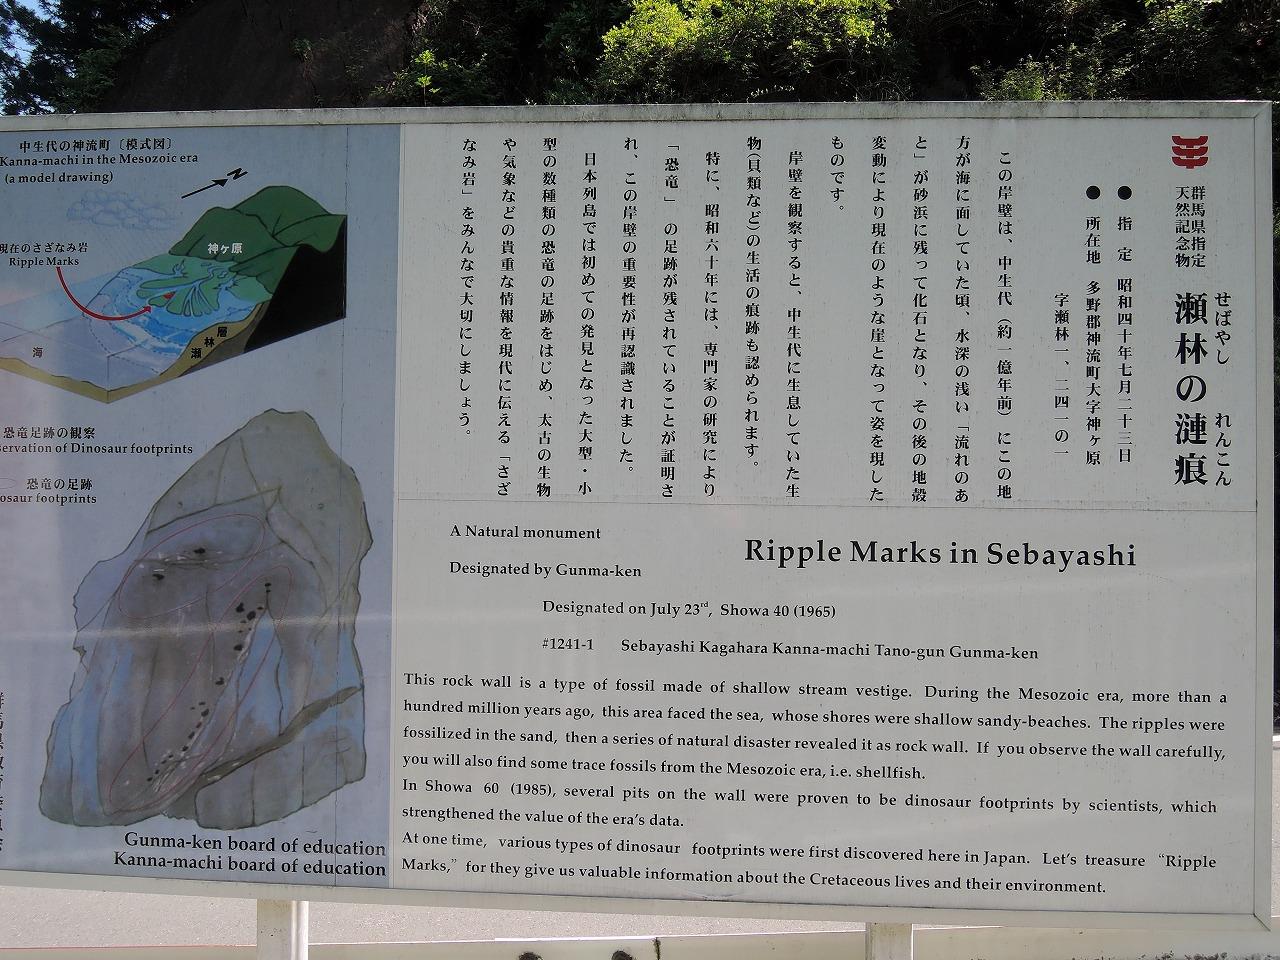 群馬県指定
天然記念物
せばやし れんこん
瀬林の漣痕
● 指 定 昭和四十年七月二十三日
● 所在地 多野郡神流町大字神ヶ原
字瀬林一、二四一の一
この岸壁は、中生代（約一億年前）にこの地
方が海に面していた頃、水深の浅い「流れのあ
と」が砂浜に残って化石となり、その後の地殻
変動により現在のような崖となって姿を現した
ものです。
岸壁を観察すると、中生代に生息していた生
物（貝類など）の生活の痕跡も認められます。
特に、昭和六十年には、専門家の研究により
「恐竜」の足跡が残されていることが証明さ
れ、この岸壁の重要性が再認識されました。
日本列島では初めての発見となった大型・小
型の数種類の恐竜の足跡をはじめ、太古の生物
や気象などの貴重な情報を現代に伝える「さざ
なみ岩」をみんなで大切にしましょう。
A Natural monument
Designated by Gunma-ken
Ripple Marks in Sebayashi
Designated on July 23rd, Showa 40 (1965)
#1241-1 Sebayashi Kagahara Kanna-machi Tano-gun Gunma-ken
This rock wall is a type of fossil made of shallow stream vestige. During the Mesozoic era, more than a
hundred million years ago, this area faced the sea, whose shores were shallow sandy-beaches. The ripples were
fossilized in the sand, then a series of natural disaster revealed it as rock wall. If you observe the wall carefully,
you will also find some trace fossils from the Mesozoic era, i.e. shellfish.
In Showa 60 (1985), several pits on the wall were proven to be dinosaur footprints by scientists, which
strengthened the value of the era's data.
At one time, various types of dinosaur footprints were first discovered here in Japan. Let's treasure "Ripple
Marks," for they give us valuable information about the Cretaceous lives and their environment.
中生代の神流町〔模式図〕
Kanna-machi in the Mesozoic era
(a model drawing)
N
神ヶ原
現在のさざなみ岩
Ripple Marks
海
瀬林層
恐竜足跡の観察
of Dinosaur footprints
恐竜の足跡
footprints
Gunma-ken board of education
Kanna-machi board of education